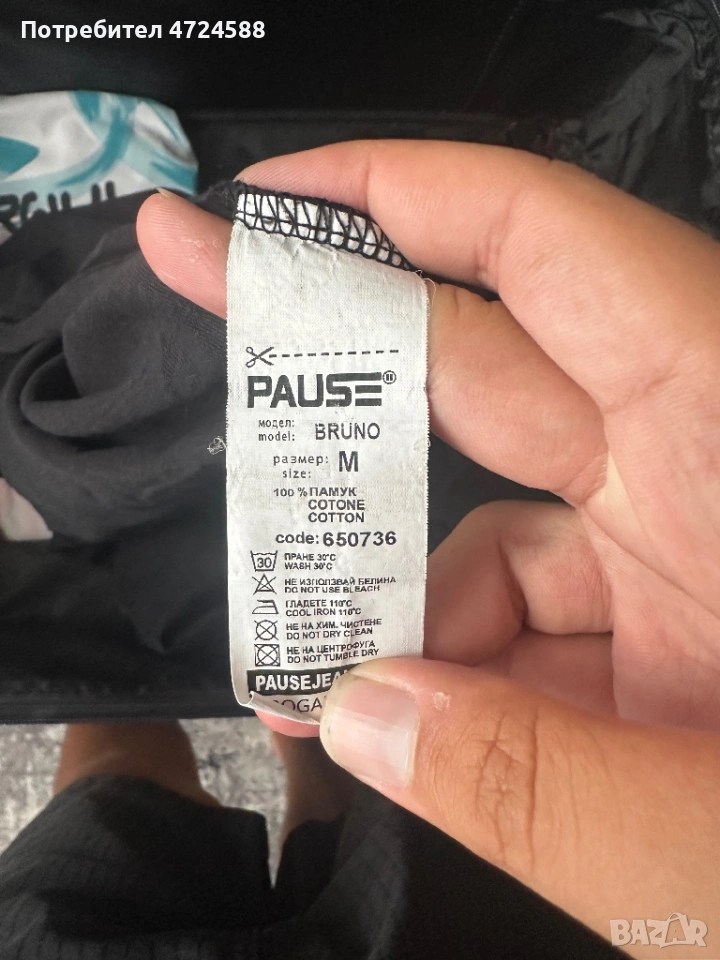 Потребител 4724588
PAUSE®
модел:
model: BRUNO
размер:
size: M
100 % ПАМУК
COTONE
COTTON
code: 650736
30 ПРАНЕ 30°C
WASH 30°C
НЕ ИЗПОЛЗВАЙ БЕЛИНА
DO NOT USE BLEACH
ГЛАДЕТЕ 110°C
COOL IRON 110°C
НЕ НА ХИМ. ЧИСТЕНЕ
DO NOT DRY CLEAN
НЕ НА ЦЕНТРОФУГА
DO NOT TUMBLE DRY
PAUSEJEA
BAZAR